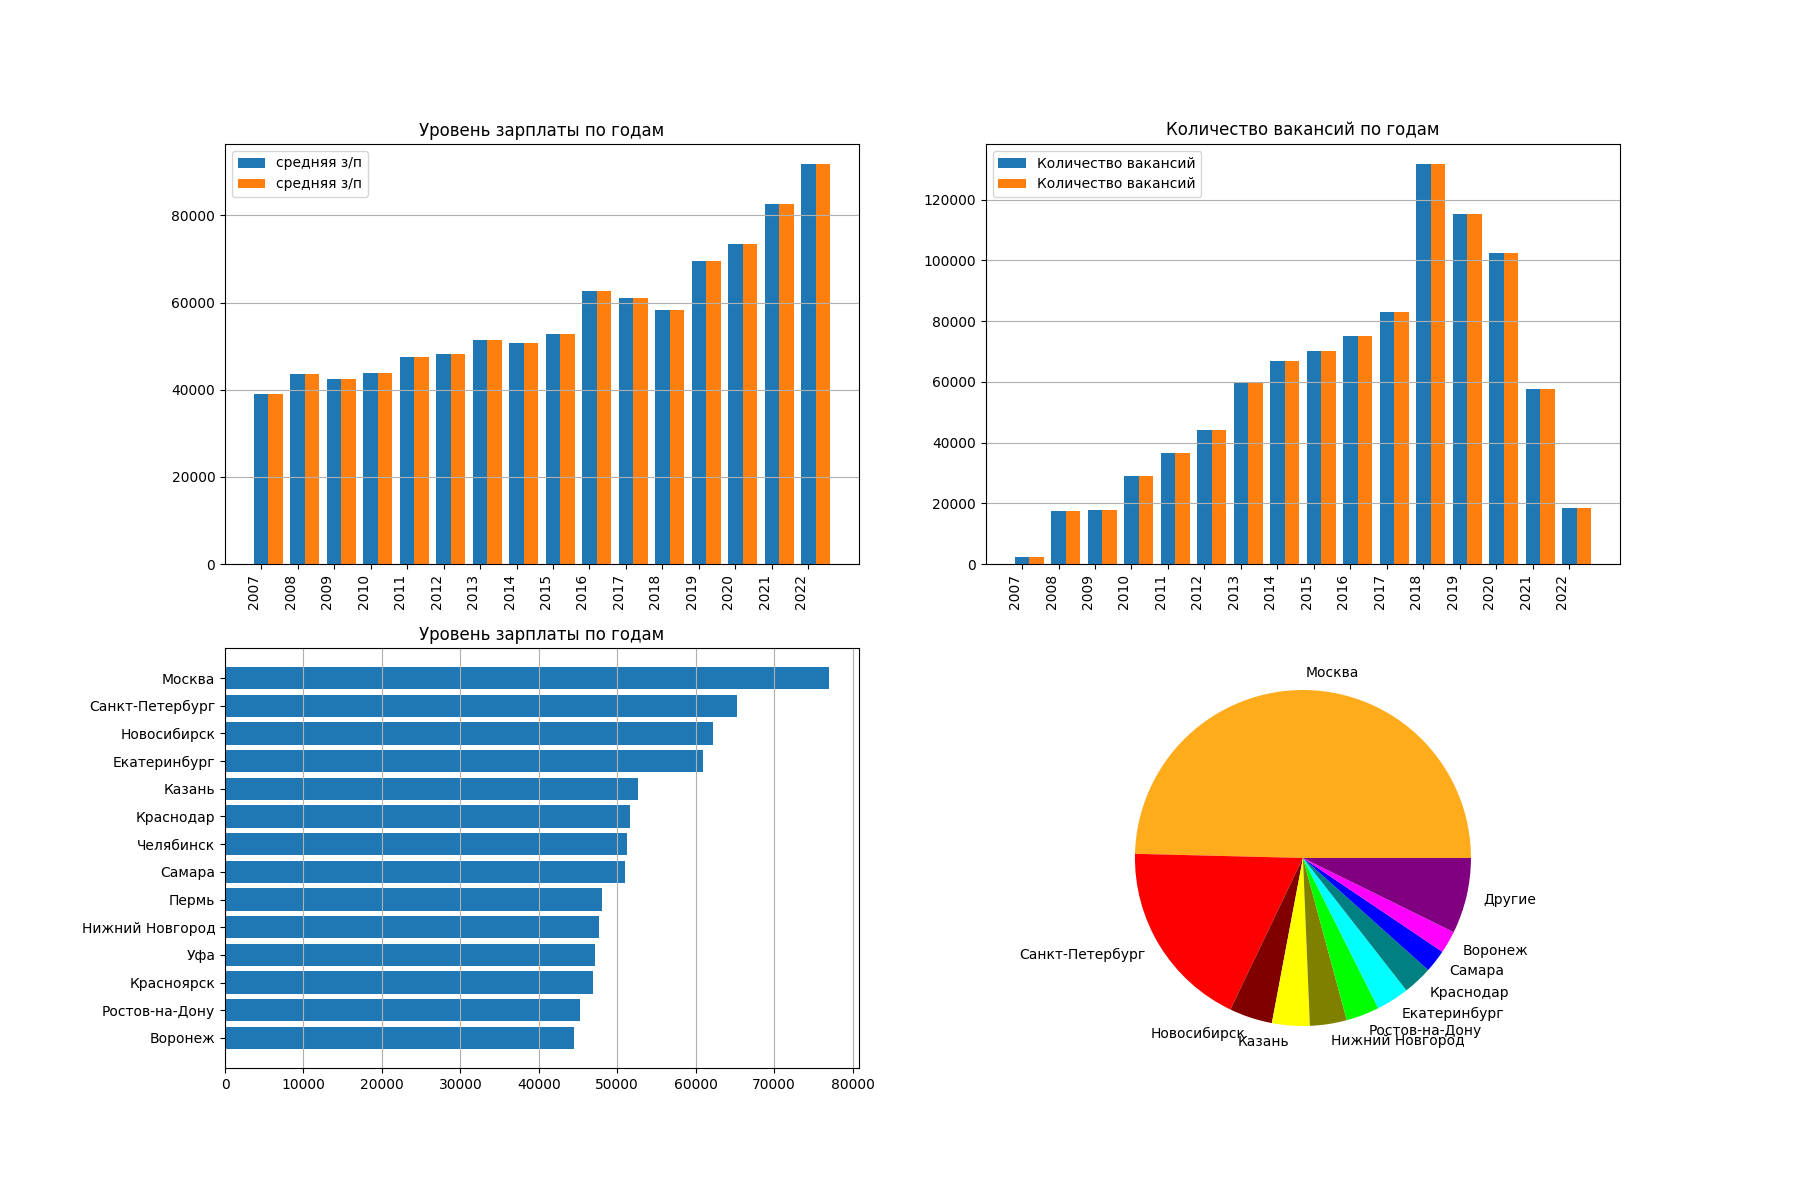 Уровень зарплаты по годам
средняя з/п
средняя з/п
80000
60000
40000
20000
0
2007 2008 2009 2010 2011 2012 2013 2014 2015 2016 2017 2018 2019 2020 2021 2022
Количество вакансий по годам
Количество вакансий
Количество вакансий
120000
100000
80000
60000
40000
20000
0
2007 2008 2009 2010 2011 2012 2013 2014 2015 2016 2017 2018 2019 2020 2021 2022
Уровень зарплаты по годам
Москва
Санкт-Петербург
Новосибирск
Екатеринбург
Казань
Краснодар
Челябинск
Самара
Пермь
Нижний Новгород
Уфа
Красноярск
Ростов-на-Дону
Воронеж
0 10000 20000 30000 40000 50000 60000 70000 80000
Москва
Санкт-Петербург
Новосибирск
Казань
Нижний Новгород
Ростов-на-Дону
Екатеринбург
Краснодар
Самара
Воронеж
Другие